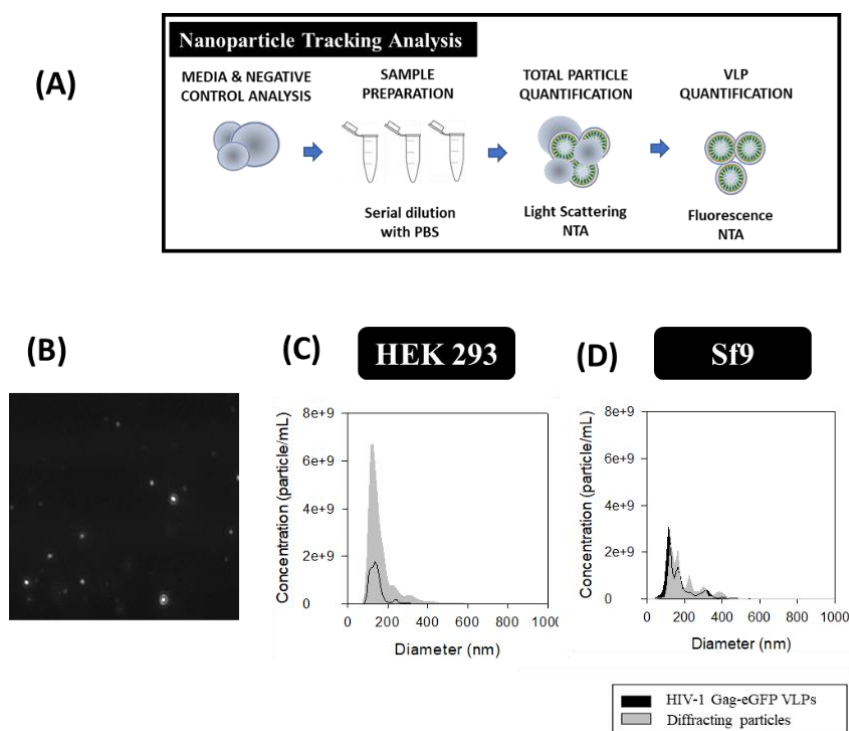 (A)
Nanoparticle Tracking Analysis
MEDIA & NEGATIVE
CONTROL ANALYSIS
SAMPLE
PREPARATION
TOTAL PARTICLE
QUANTIFICATION
VLP
QUANTIFICATION
Serial dilution
with PBS
Light Scattering
NTA
Fluorescence
NTA
(B)
(C)
HEK 293
(D)
Sf9
Concentration (particle/mL)
8e+9
6e+9
4e+9
2e+9
0
0 200 400 600 800 1000
Diameter (nm)
Concentration (particle/mL)
8e+9
6e+9
4e+9
2e+9
0
0 200 400 600 800 1000
Diameter (nm)
HIV-1 Gag-eGFP VLPs
Diffracting particles